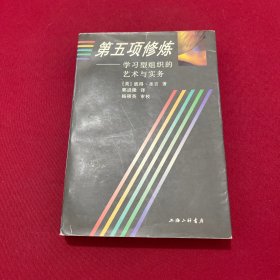 第五项修炼
——学习型组织的
艺术与实务
(美)彼得·圣吉 著
郭进隆 译
杨硕英 审校
上海三联书店